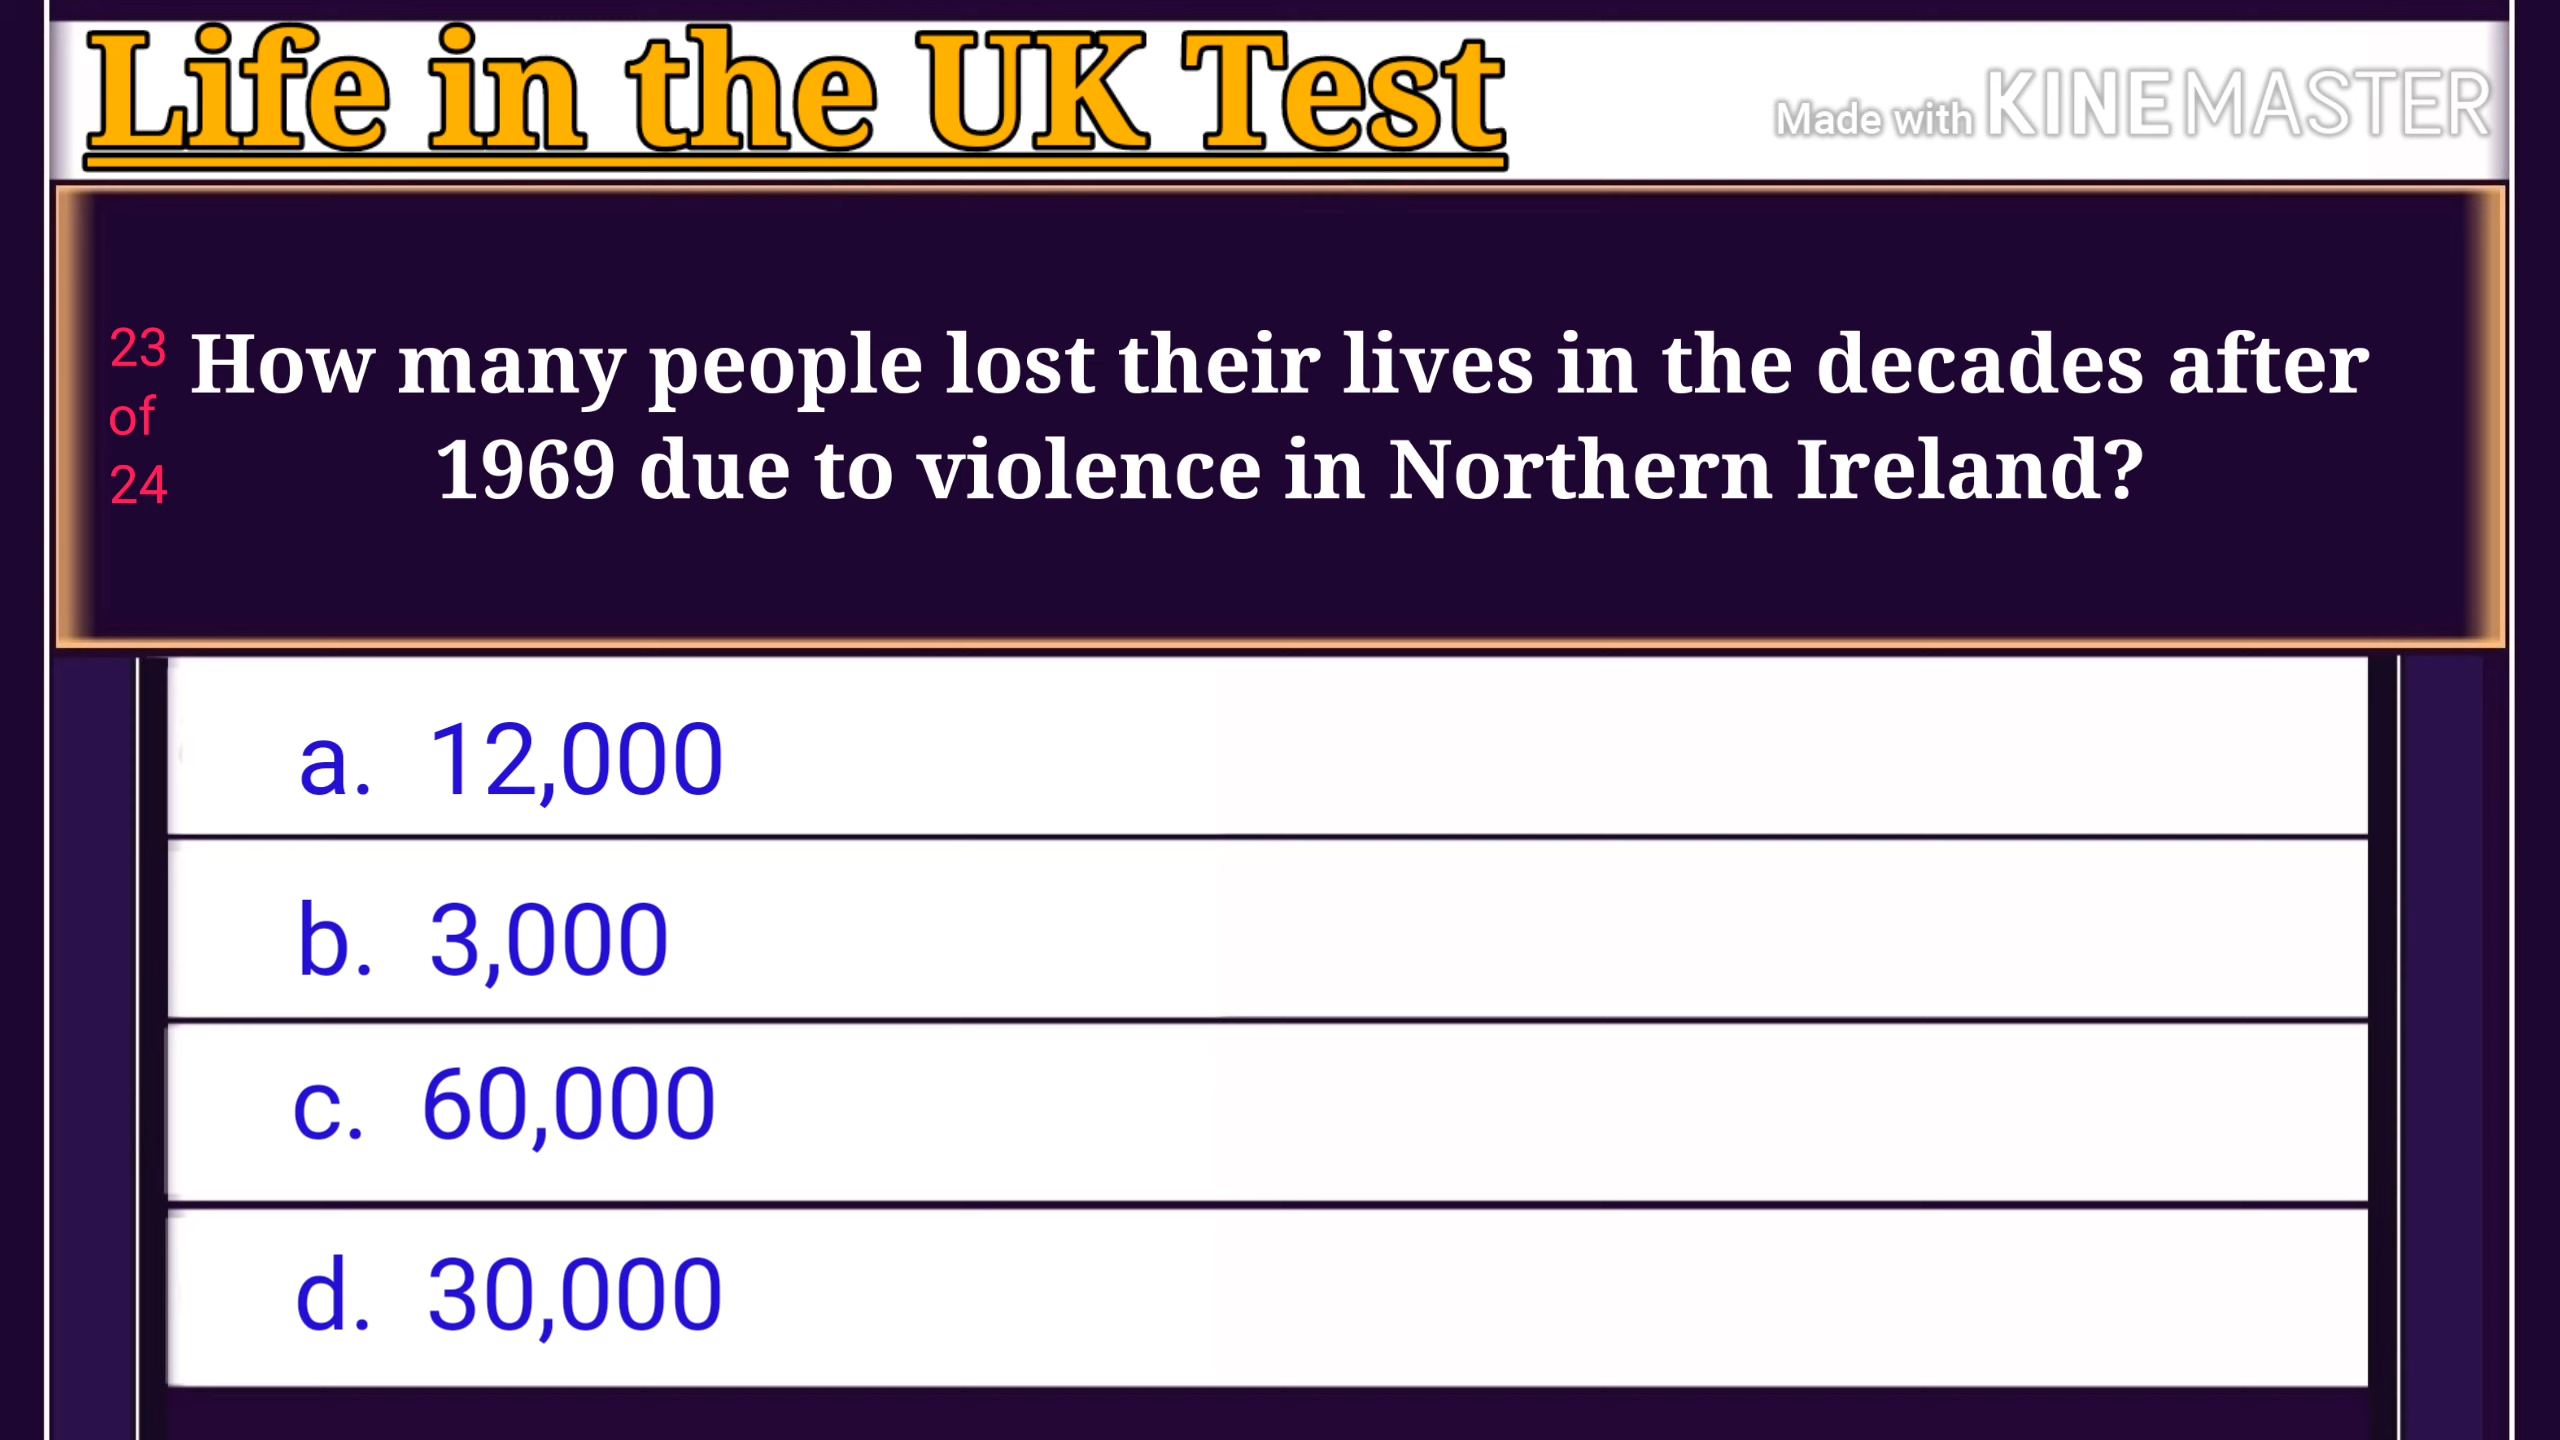 Life in the UK Test
Made with KINEMASTER
23
of
24
How many people lost their lives in the decades after
1969 due to violence in Northern Ireland?
a. 12,000
b. 3,000
c. 60,000
d. 30,000